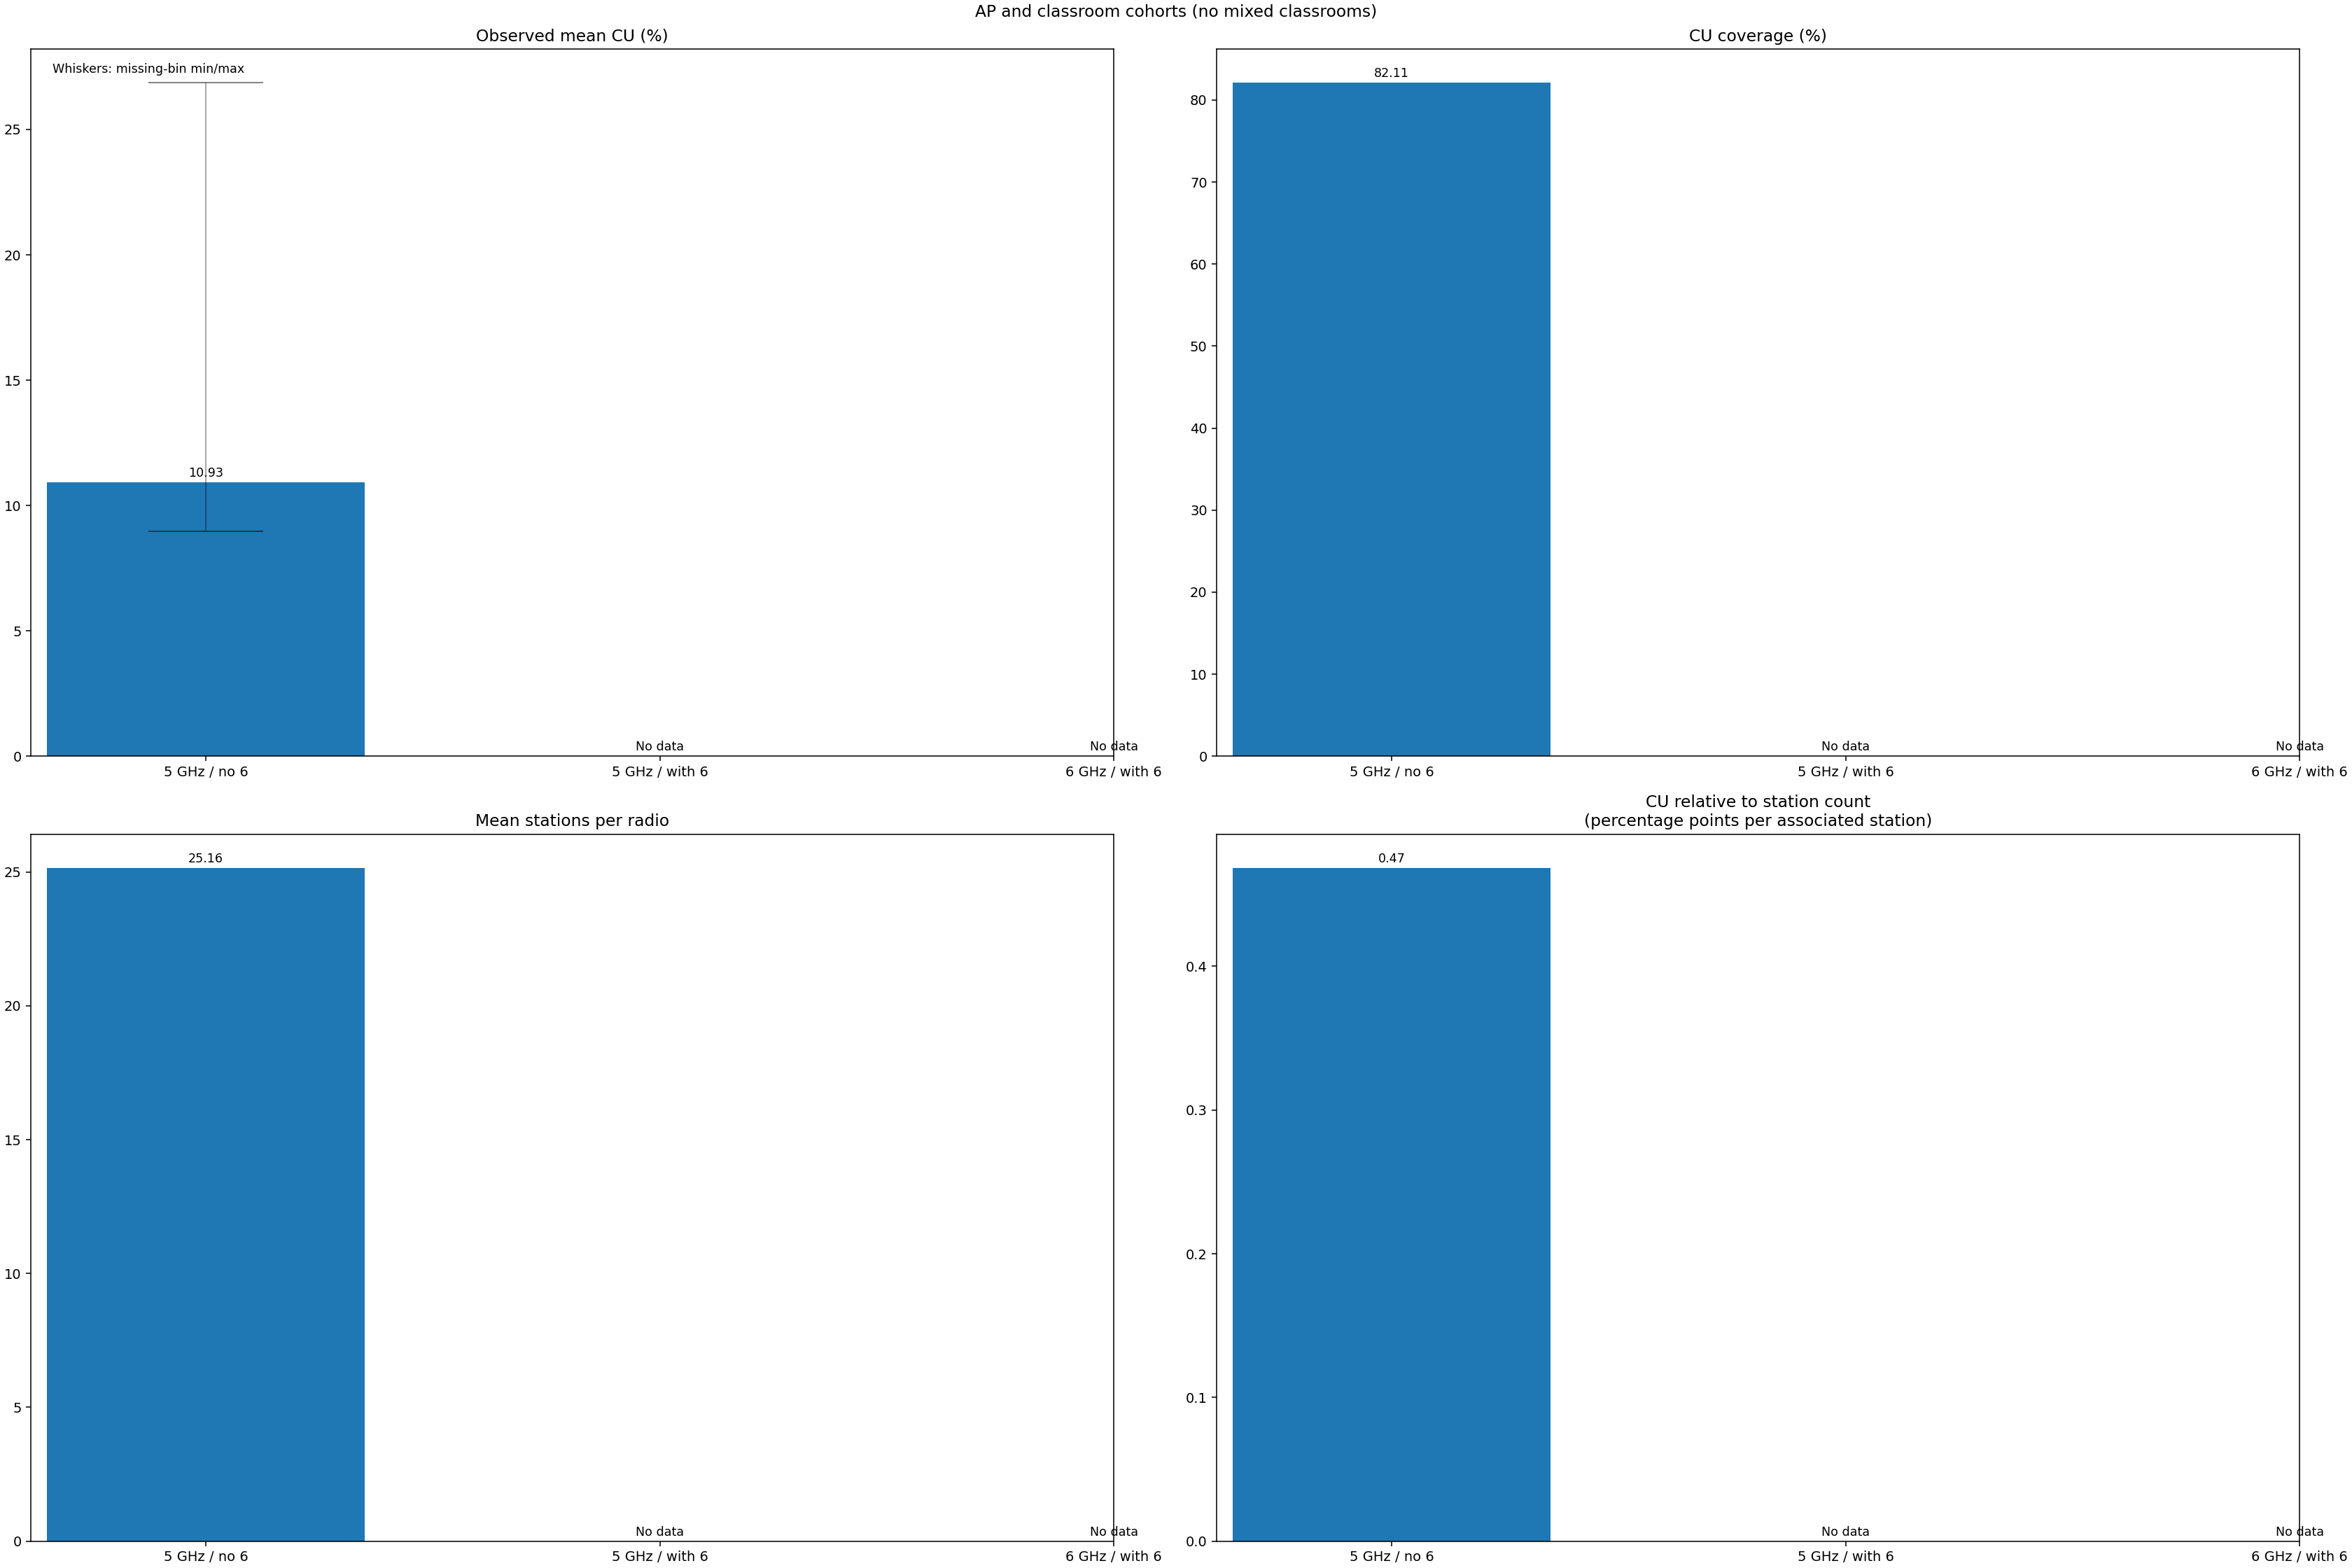 AP and classroom cohorts (no mixed classrooms)
Observed mean CU (%)
Whiskers: missing-bin min/max
25
20
15
10
5
0
10.93
No data
No data
5 GHz / no 6
5 GHz / with 6
6 GHz / with 6
CU coverage (%)
80
70
60
50
40
30
20
10
0
82.11
No data
No data
5 GHz / no 6
5 GHz / with 6
6 GHz / with 6
Mean stations per radio
25
20
15
10
5
0
25.16
No data
No data
5 GHz / no 6
5 GHz / with 6
6 GHz / with 6
CU relative to station count
(percentage points per associated station)
0.4
0.3
0.2
0.1
0.0
0.47
No data
No data
5 GHz / no 6
5 GHz / with 6
6 GHz / with 6